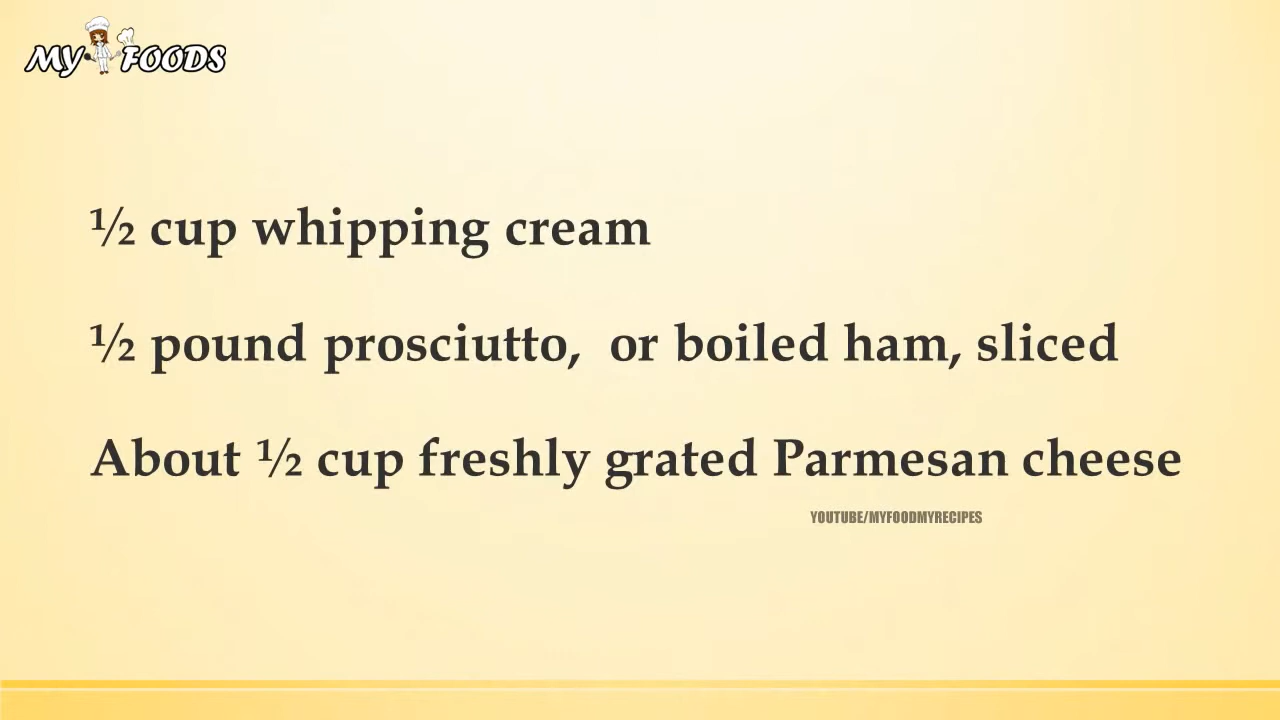 MY FOODS
½ cup whipping cream
½ pound prosciutto, or boiled ham, sliced
About ½ cup freshly grated Parmesan cheese
YOUTUBE/MYFOODMYRECIPES